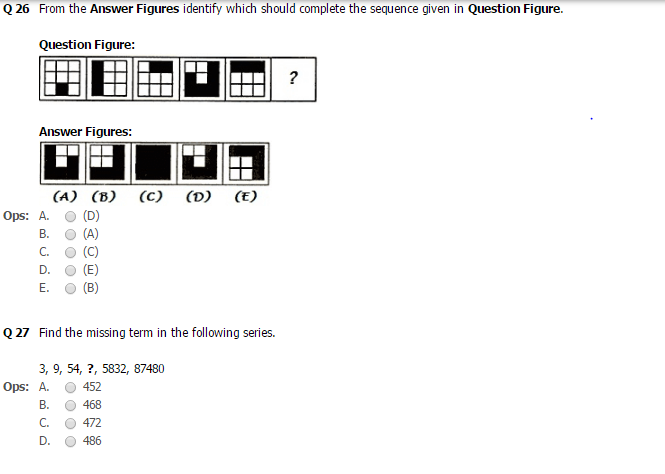 Q 26 From the Answer Figures identify which should complete the sequence given in Question Figure.
Question Figure:
?
Answer Figures:
(A) (B) (C) (D) (E)
Ops: A. (D)
B. (A)
C. (C)
D. (E)
E. (B)
Q 27 Find the missing term in the following series.
3, 9, 54, ?, 5832, 87480
Ops: A. 452
B. 468
C. 472
D. 486